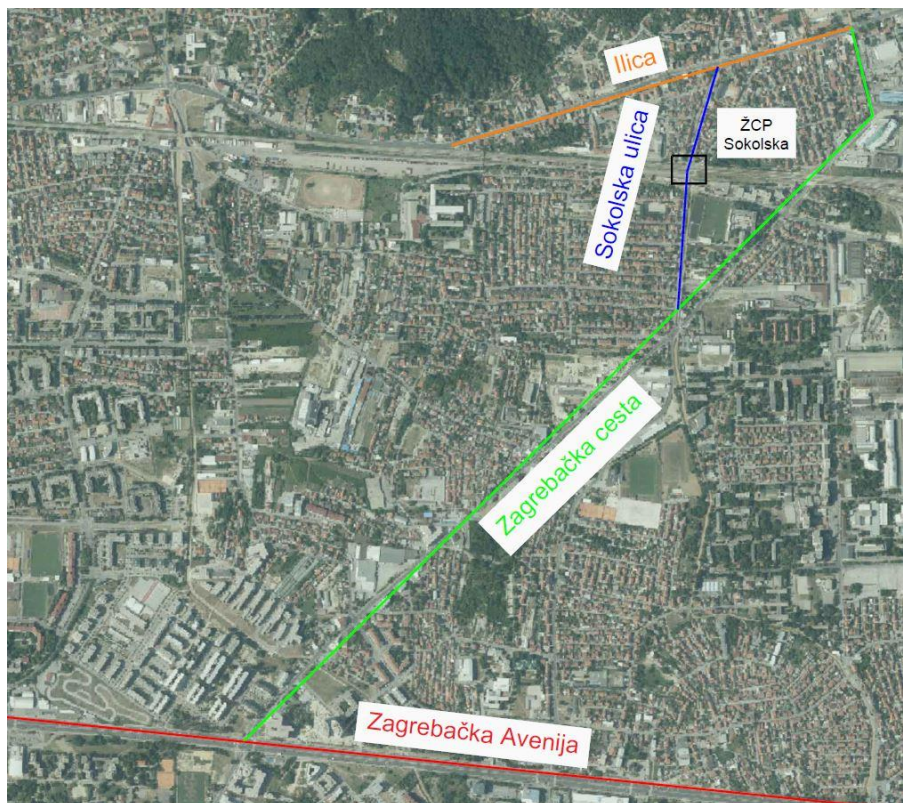 Ilica
Sokolska ulica
ŽCP
Sokolska
Zagrebačka cesta
Zagrebačka Avenija